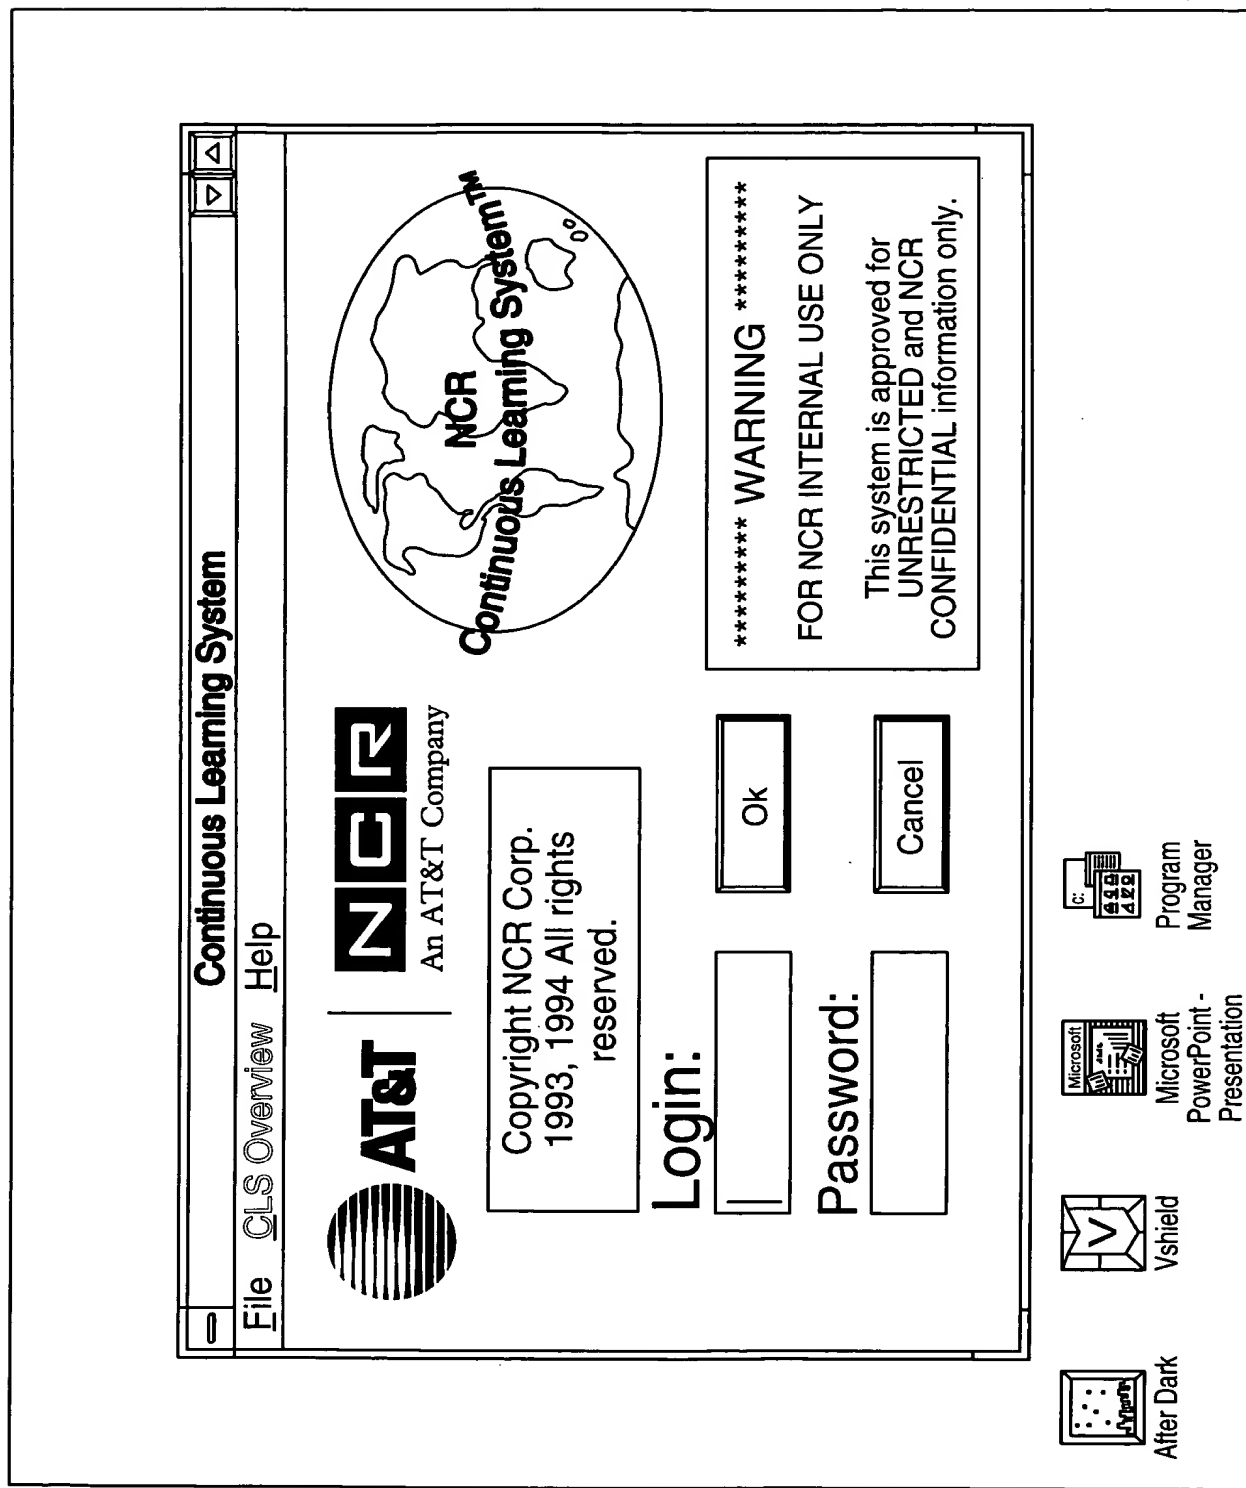 Continuous Learning System
File CLS Overview Help
AT&T
NCR
An AT&T Company
NCR
Continuous Learning System™
Copyright NCR Corp.
1993, 1994 All rights
reserved.
Login:
Ok
Password:
Cancel
********* WARNING *********
FOR NCR INTERNAL USE ONLY
This system is approved for
UNRESTRICTED and NCR
CONFIDENTIAL information only.
After Dark
V
Vshield
Microsoft
Microsoft
PowerPoint -
Presentation
c:
Program
Manager